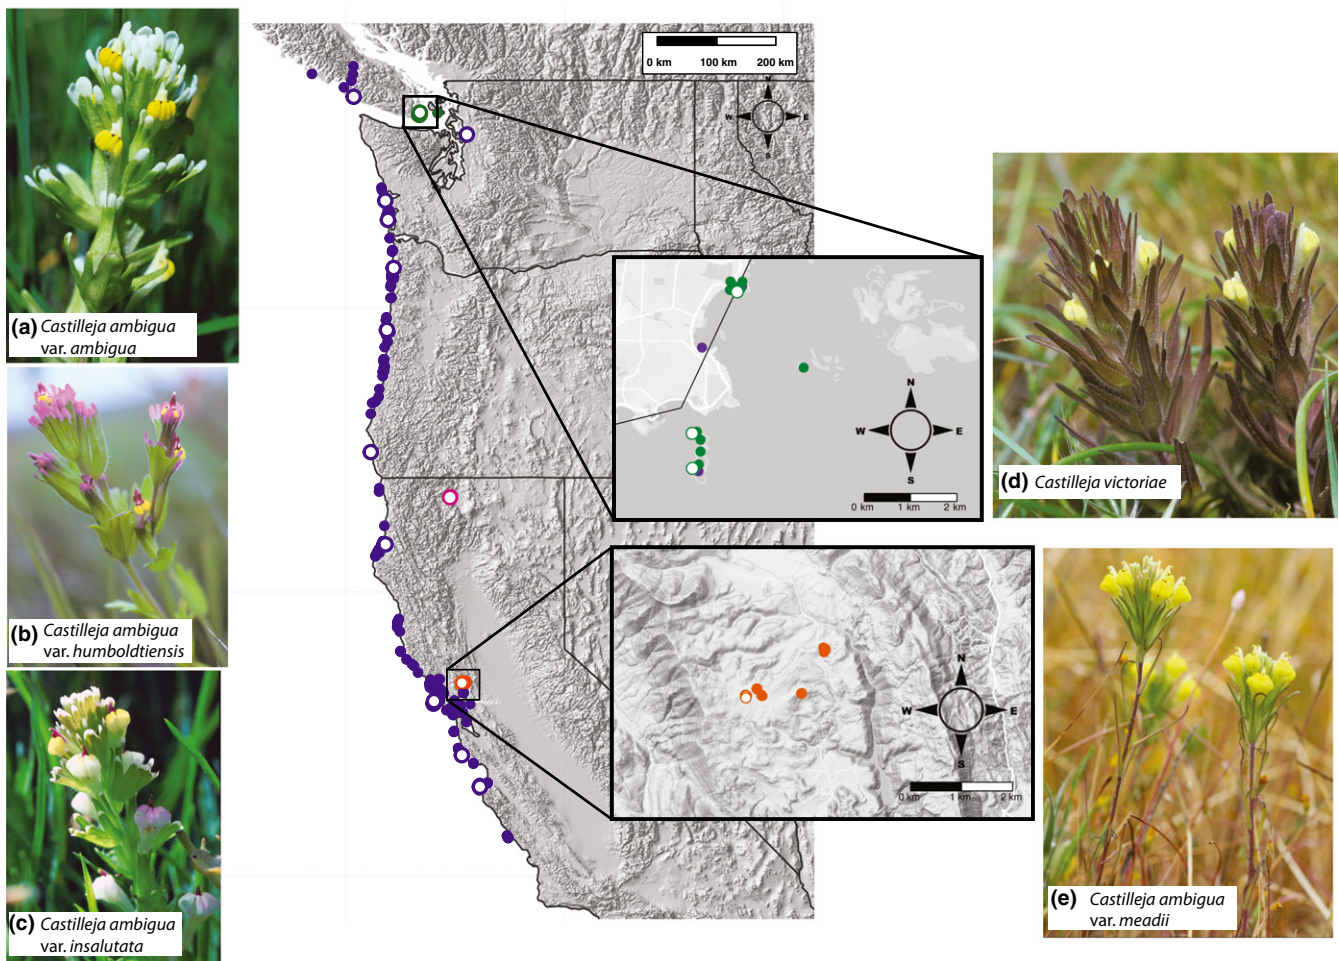 (a) Castilleja ambigua
var. ambigua
(b) Castilleja ambigua
var. humboldtiensis
(c) Castilleja ambigua
var. insalutata
0 km 100 km 200 km
N
W E
S
N
W E
S
0 km 1 km 2 km
N
W E
S
0 km 1 km 2 km
(d) Castilleja victoriae
(e) Castilleja ambigua
var. meadii